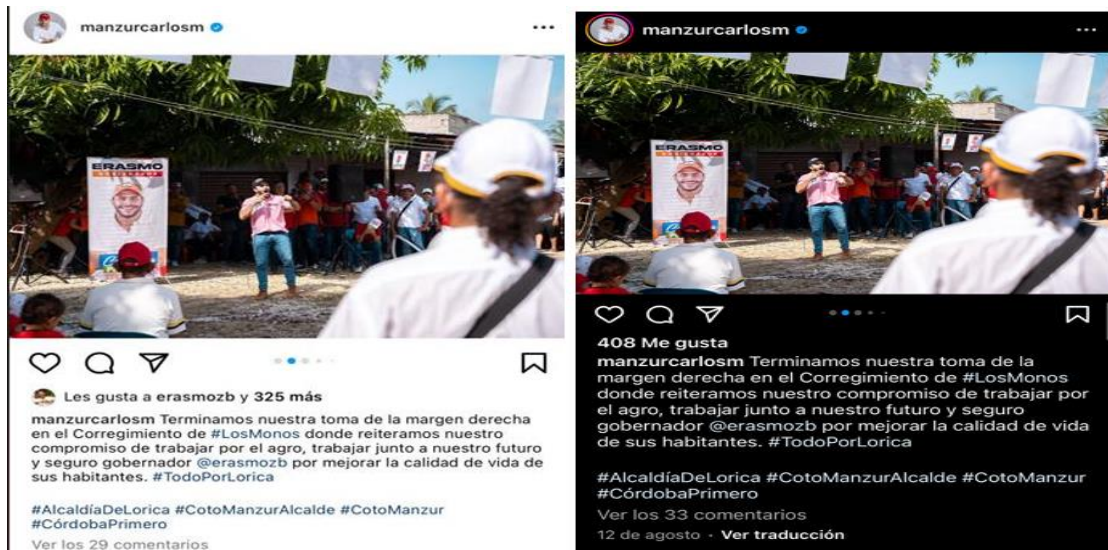 manzurcarlosm
ERASMO
Les gusta a erasmozb y 325 más
manzurcarlosm Terminamos nuestra toma de la margen derecha
en el Corregimiento de #LosMonos donde reiteramos nuestro
compromiso de trabajar por el agro, trabajar junto a nuestro futuro
y seguro gobernador @erasmozb por mejorar la calidad de vida de
sus habitantes. #TodoPorLorica
#AlcaldíaDeLorica #CotoManzurAlcalde #CotoManzur
#CórdobaPrimero
Ver los 29 comentarios
manzurcarlosm
ERASMO
408 Me gusta
manzurcarlosm Terminamos nuestra toma de la
margen derecha en el Corregimiento de #LosMonos
donde reiteramos nuestro compromiso de trabajar por
el agro, trabajar junto a nuestro futuro y seguro
gobernador @erasmozb por mejorar la calidad de vida
de sus habitantes. #TodoPorLorica
#AlcaldíaDeLorica #CotoManzurAlcalde #CotoManzur
#CórdobaPrimero
Ver los 33 comentarios
12 de agosto · Ver traducción